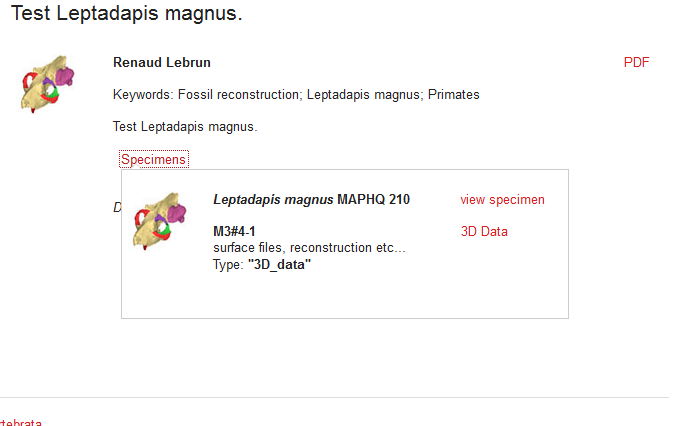 Test Leptadapis magnus.
Renaud Lebrun
PDF
Keywords: Fossil reconstruction; Leptadapis magnus; Primates
Test Leptadapis magnus.
Specimens
D
Leptadapis magnus MAPHQ 210
view specimen
M3#4-1
3D Data
surface files, reconstruction etc...
Type: "3D_data"